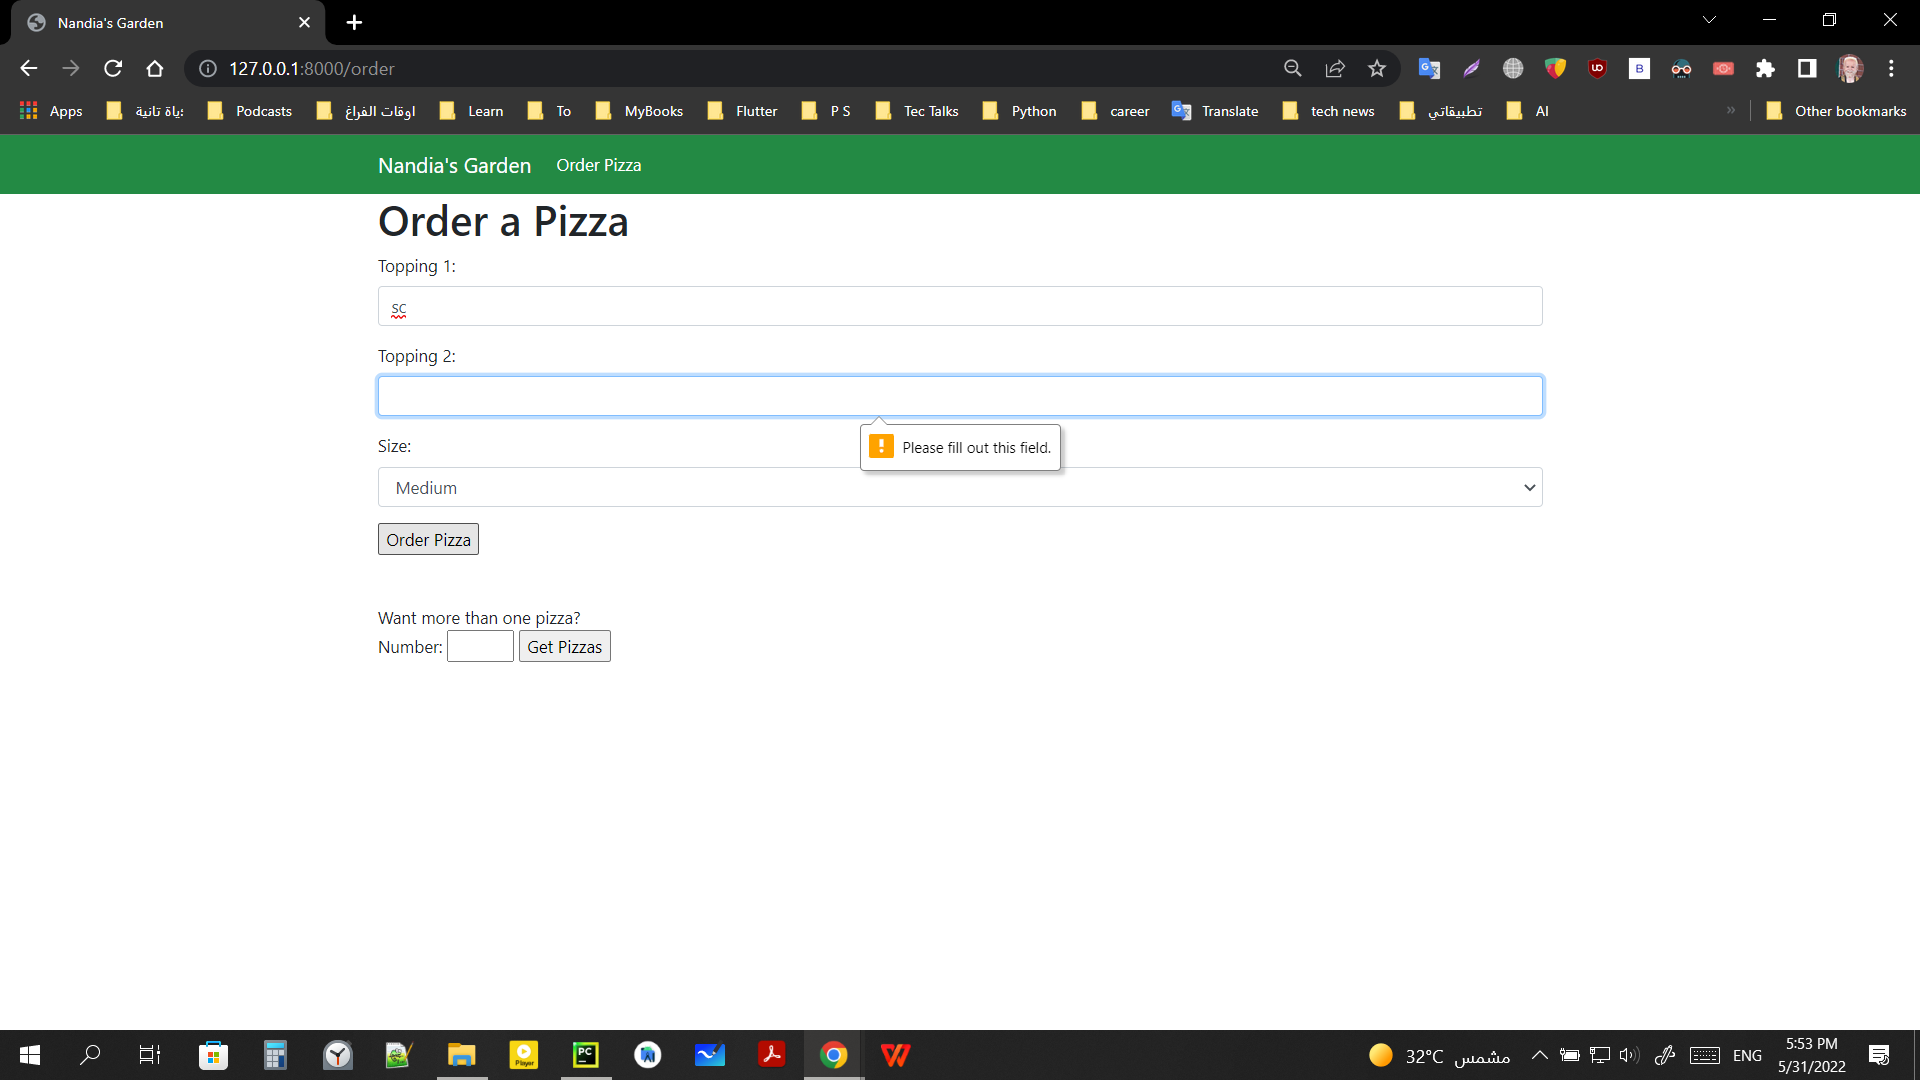 Nandia's Garden
127.0.0.1:8000/order
Apps ياة تانية: Podcasts اوقات الفراغ Learn To MyBooks Flutter P S Tec Talks Python career Translate tech news تطبيقاتي AI » Other bookmarks
Nandia's Garden Order Pizza
Order a Pizza
Topping 1:
sc
Topping 2:
Please fill out this field.
Size:
Medium
Order Pizza
Want more than one pizza?
Number: Get Pizzas
32°C مشمس ENG 5:53 PM
5/31/2022